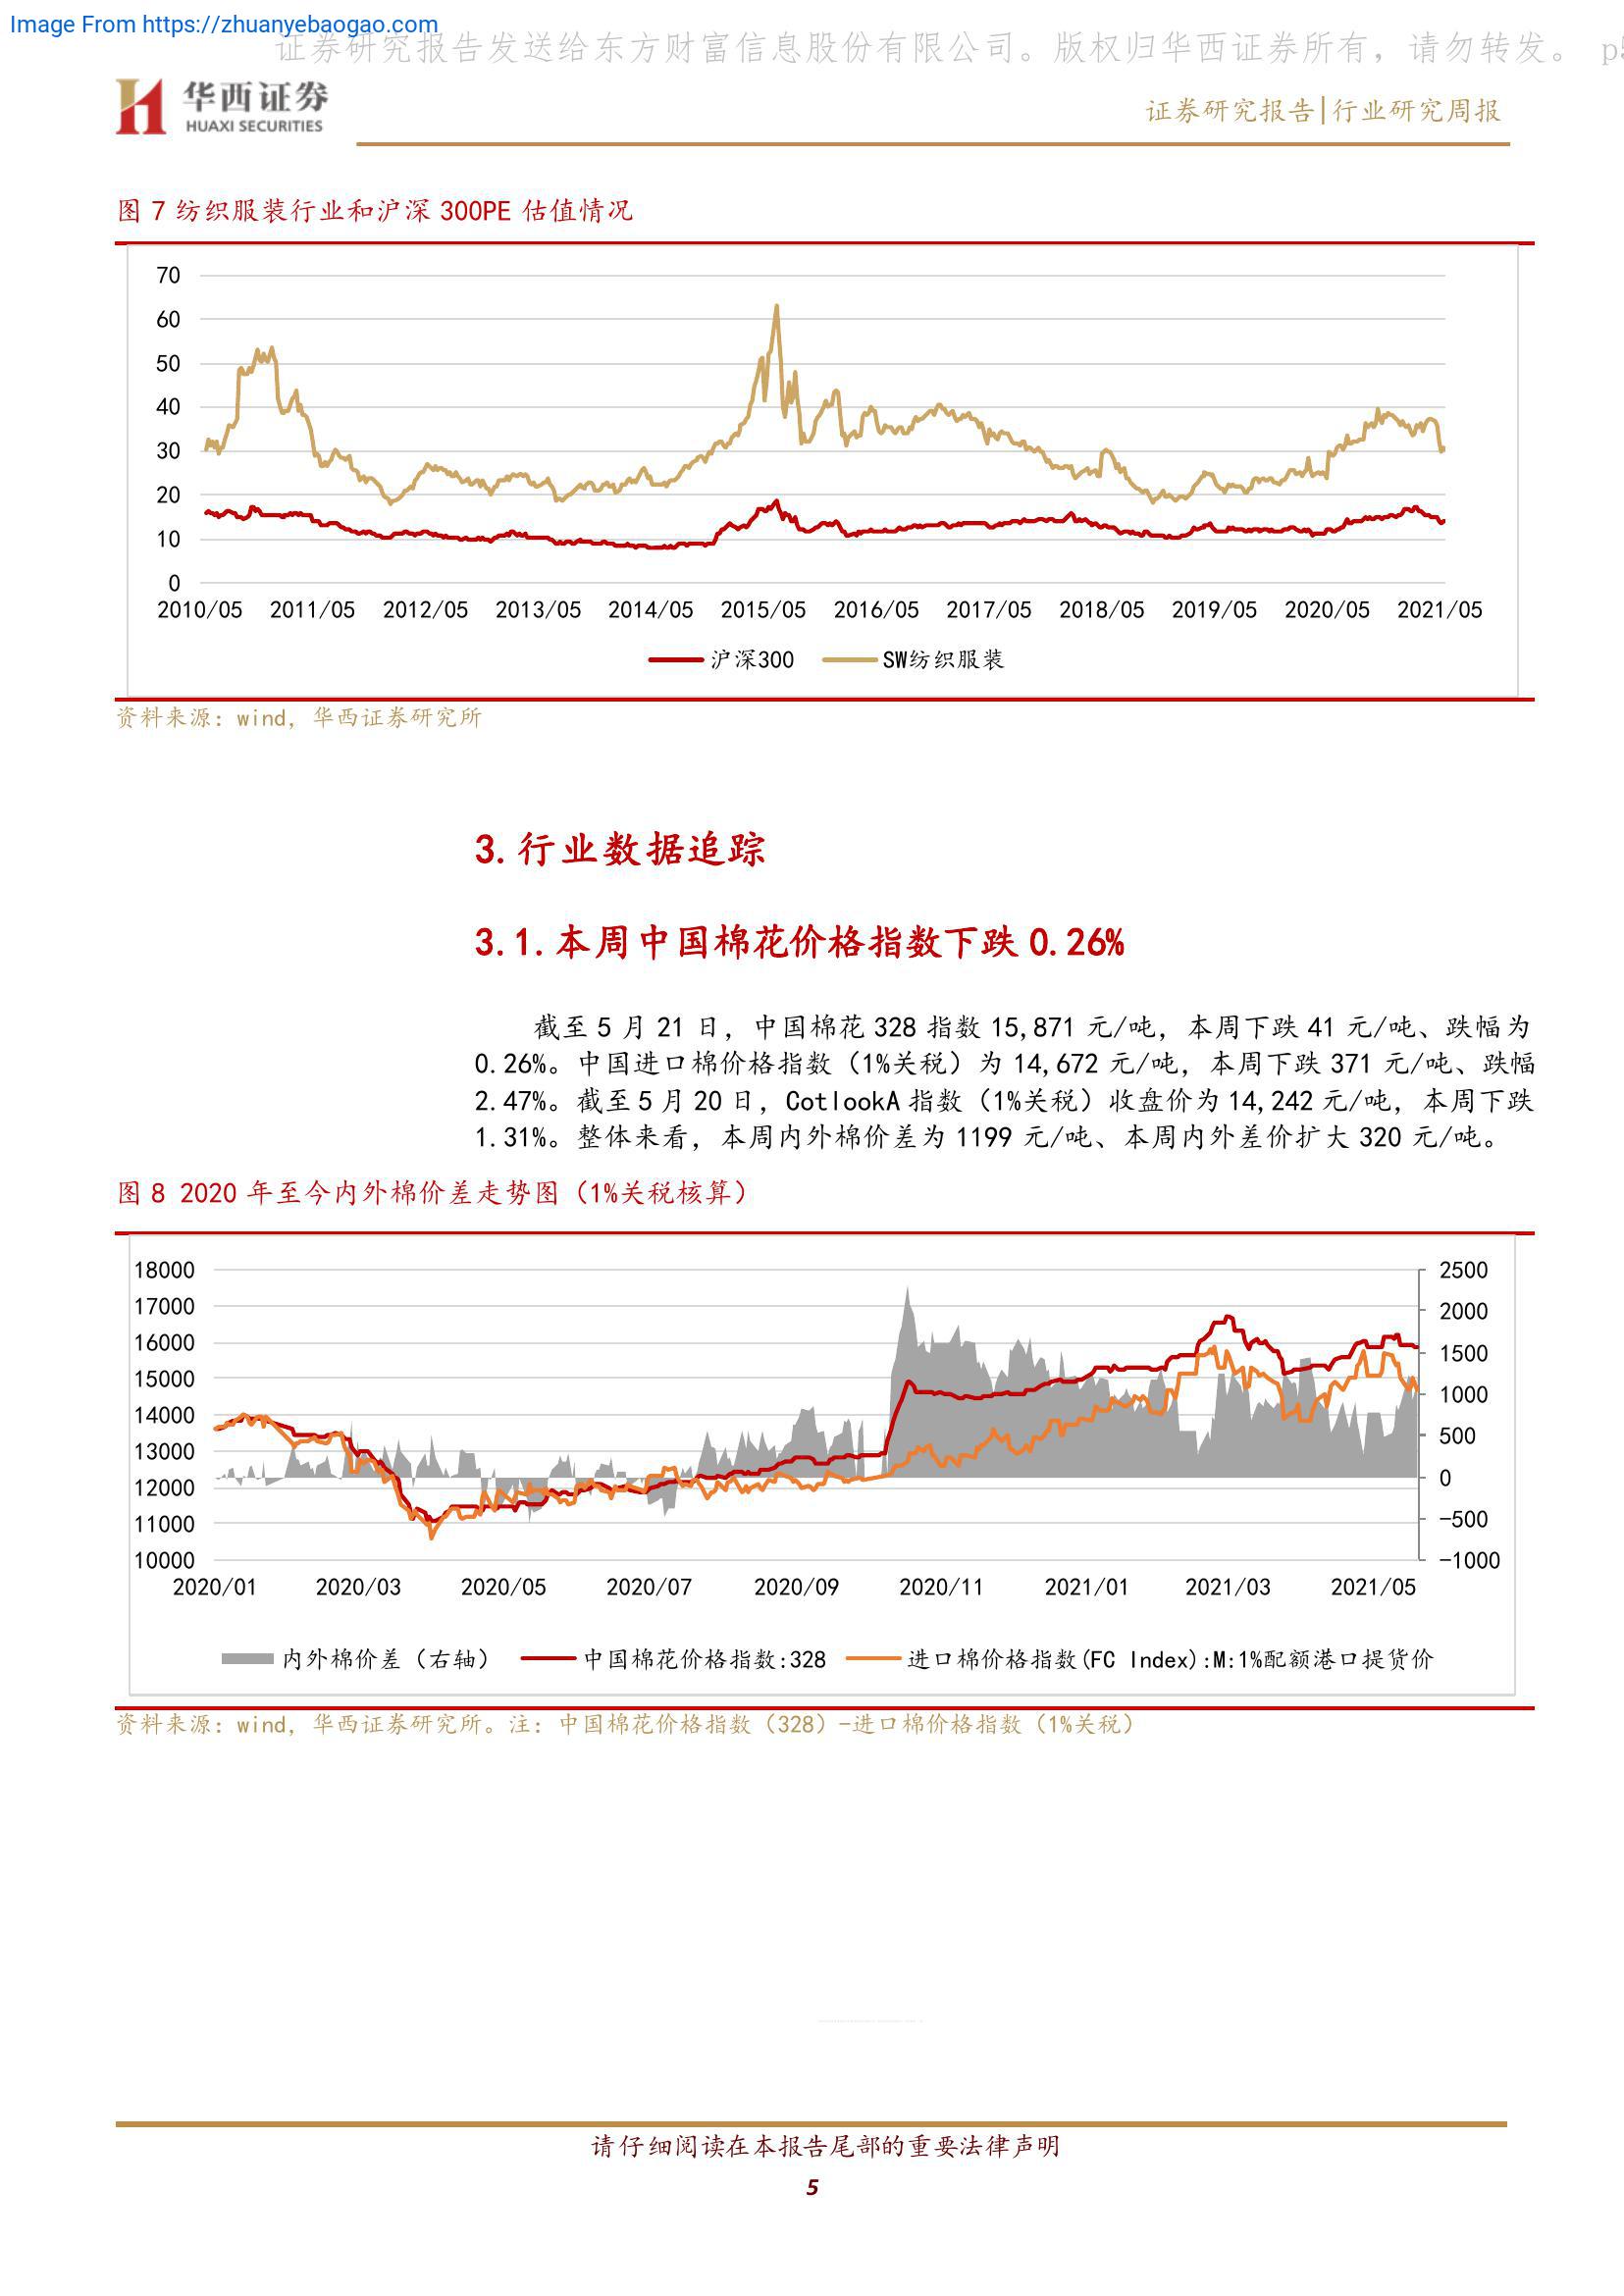 Image From https://zhuanyebaogao.com
证券研究报告发送给东方财富信息股份有限公司。版权归华西证券所有，请勿转发。 p5
华西证券
HUAXI SECURITIES
证券研究报告|行业研究周报
图 7 纺织服装行业和沪深 300PE 估值情况
70
60
50
40
30
20
10
0
2010/05 2011/05 2012/05 2013/05 2014/05 2015/05 2016/05 2017/05 2018/05 2019/05 2020/05 2021/05
沪深300 SW纺织服装
资料来源：wind，华西证券研究所
3.行业数据追踪
3.1.本周中国棉花价格指数下跌 0.26%
截至 5 月 21 日，中国棉花 328 指数 15,871 元/吨，本周下跌 41 元/吨、跌幅为
0.26%。中国进口棉价格指数（1%关税）为 14,672 元/吨，本周下跌 371 元/吨、跌幅
2.47%。截至 5 月 20 日，CotlookA 指数（1%关税）收盘价为 14,242 元/吨，本周下跌
1.31%。整体来看，本周内外棉价差为 1199 元/吨、本周内外差价扩大 320 元/吨。
图 8 2020 年至今内外棉价差走势图（1%关税核算）
18000 2500
17000 2000
16000 1500
15000 1000
14000 500
13000 0
12000 -500
11000 -1000
10000
2020/01 2020/03 2020/05 2020/07 2020/09 2020/11 2021/01 2021/03 2021/05
内外棉价差（右轴） 中国棉花价格指数:328 进口棉价格指数(FC Index):M:1%配额港口提货价
资料来源：wind，华西证券研究所。注：中国棉花价格指数（328）-进口棉价格指数（1%关税）
请仔细阅读在本报告尾部的重要法律声明
5